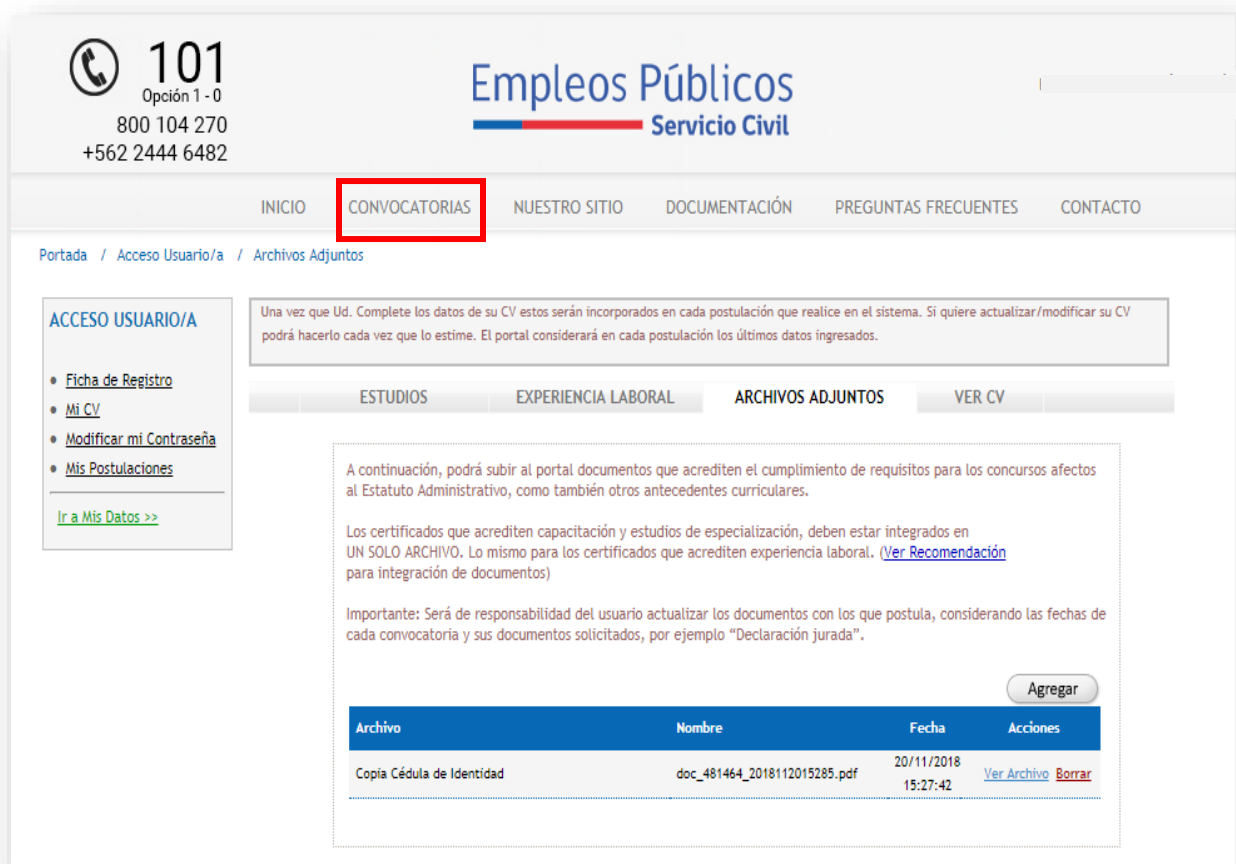 101
Opción 1 - 0
800 104 270
+562 2444 6482
Empleos Públicos
Servicio Civil
INICIO CONVOCATORIAS NUESTRO SITIO DOCUMENTACIÓN PREGUNTAS FRECUENTES CONTACTO
Portada / Acceso Usuario/a / Archivos Adjuntos
ACCESO USUARIO/A
Ficha de Registro
Mi CV
Modificar mi Contraseña
Mis Postulaciones
Ir a Mis Datos >>
Una vez que Ud. Complete los datos de su CV estos serán incorporados en cada postulación que realice en el sistema. Si quiere actualizar/modificar su CV
podrá hacerlo cada vez que lo estime. El portal considerará en cada postulación los últimos datos ingresados.
ESTUDIOS EXPERIENCIA LABORAL ARCHIVOS ADJUNTOS VER CV
A continuación, podrá subir al portal documentos que acrediten el cumplimiento de requisitos para los concursos afectos
al Estatuto Administrativo, como también otros antecedentes curriculares.
Los certificados que acrediten capacitación y estudios de especialización, deben estar integrados en
UN SOLO ARCHIVO. Lo mismo para los certificados que acrediten experiencia laboral. (Ver Recomendación
para integración de documentos)
Importante: Será de responsabilidad del usuario actualizar los documentos con los que postula, considerando las fechas de
cada convocatoria y sus documentos solicitados, por ejemplo “Declaración jurada”.
Agregar
Archivo Nombre Fecha Acciones
Copia Cédula de Identidad doc_481464_2018112015285.pdf 20/11/2018 Ver Archivo Borrar
15:27:42